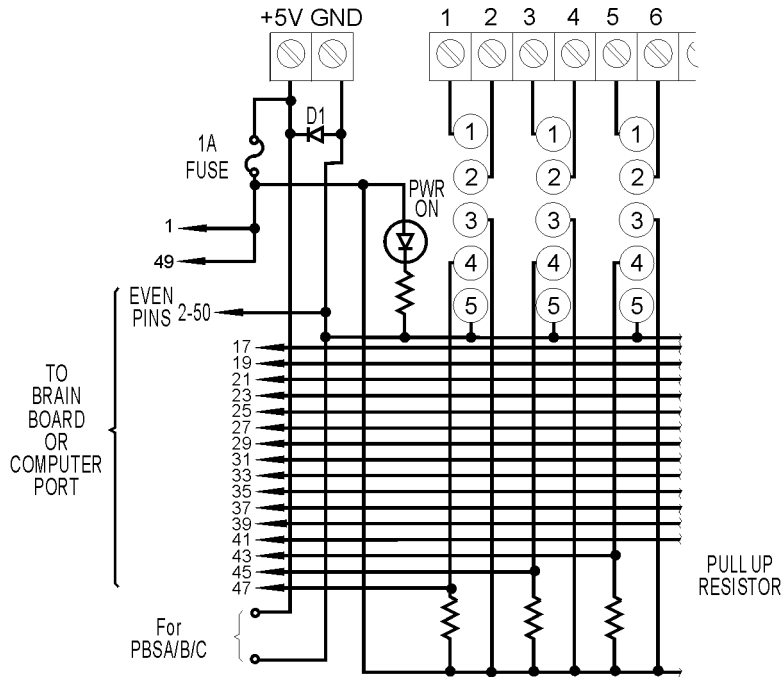 +5V GND 1 2 3 4 5 6
D1
1A
FUSE
PWR
ON
1 1 1
2 2 2
3 3 3
4 4 4
5 5 5
1
49
EVEN
PINS 2-50
TO
BRAIN
BOARD
OR
COMPUTER
PORT
17
19
21
23
25
27
29
31
33
35
37
39
41
43
45
47
PULL UP
RESISTOR
For
PBSA/B/C